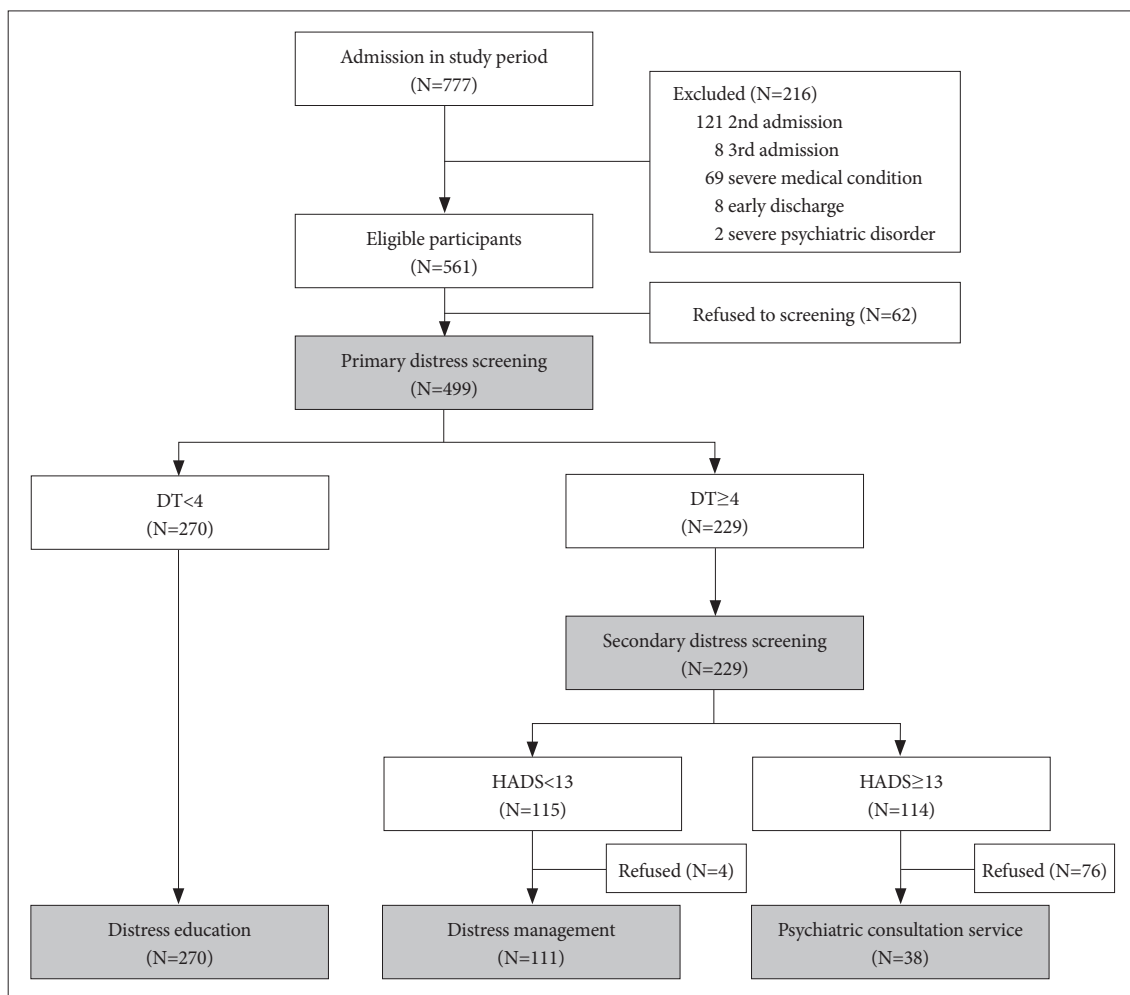 Admission in study period
(N=777)
Excluded (N=216)
121 2nd admission
8 3rd admission
69 severe medical condition
8 early discharge
2 severe psychiatric disorder
Eligible participants
(N=561)
Refused to screening (N=62)
Primary distress screening
(N=499)
DT<4
(N=270)
DT≥4
(N=229)
Secondary distress screening
(N=229)
HADS<13
(N=115)
HADS≥13
(N=114)
Refused (N=4)
Refused (N=76)
Distress education
(N=270)
Distress management
(N=111)
Psychiatric consultation service
(N=38)